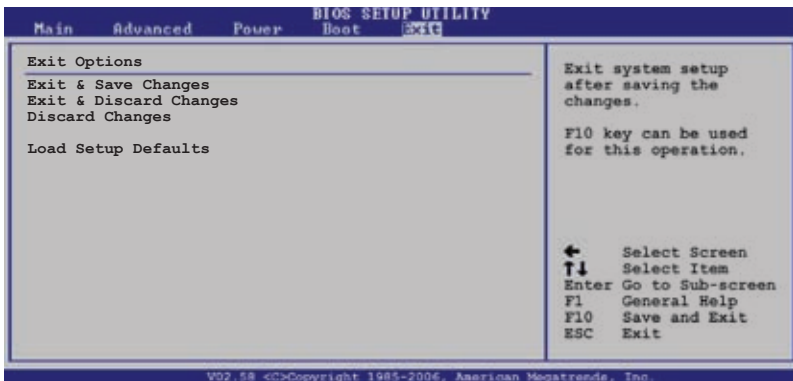 BIOS SETUP UTILITY
Main Advanced Power Boot Exit
Exit Options
Exit & Save Changes
Exit & Discard Changes
Discard Changes
Load Setup Defaults
Exit system setup
after saving the
changes.
F10 key can be used
for this operation.
← Select Screen
↑↓ Select Item
Enter Go to Sub-screen
F1 General Help
F10 Save and Exit
ESC Exit
V02.58 <C>Copyright 1985-2006, American Megatrends, Inc.